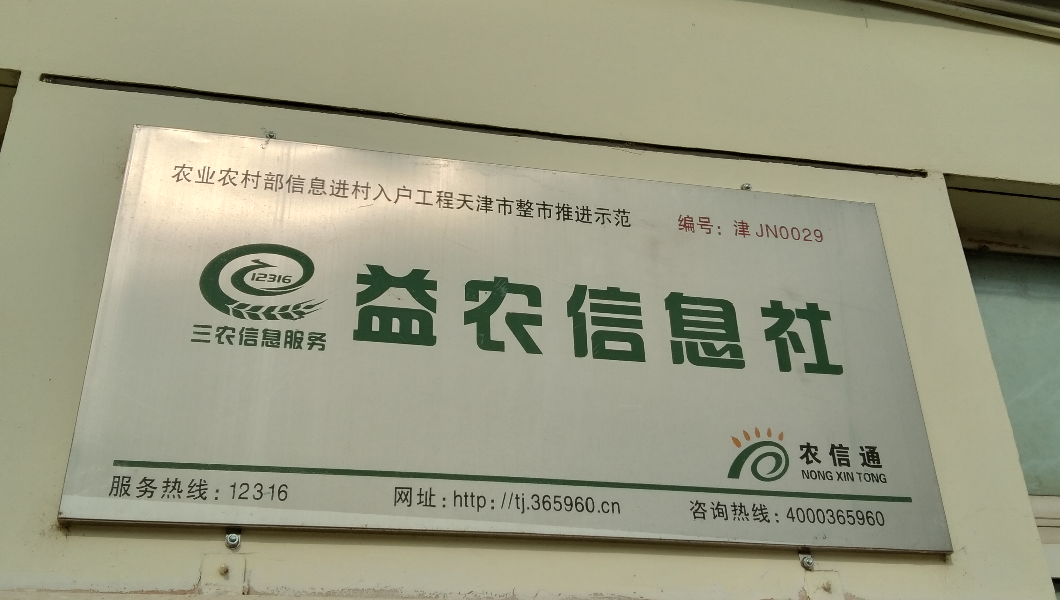 农业农村部信息进村入户工程天津市整市推进示范
编号：津JN0029
12316
三农信息服务
益农信息社
农信通
NONG XIN TONG
服务热线：12316
网址：http://tj.365960.cn
咨询热线：4000365960